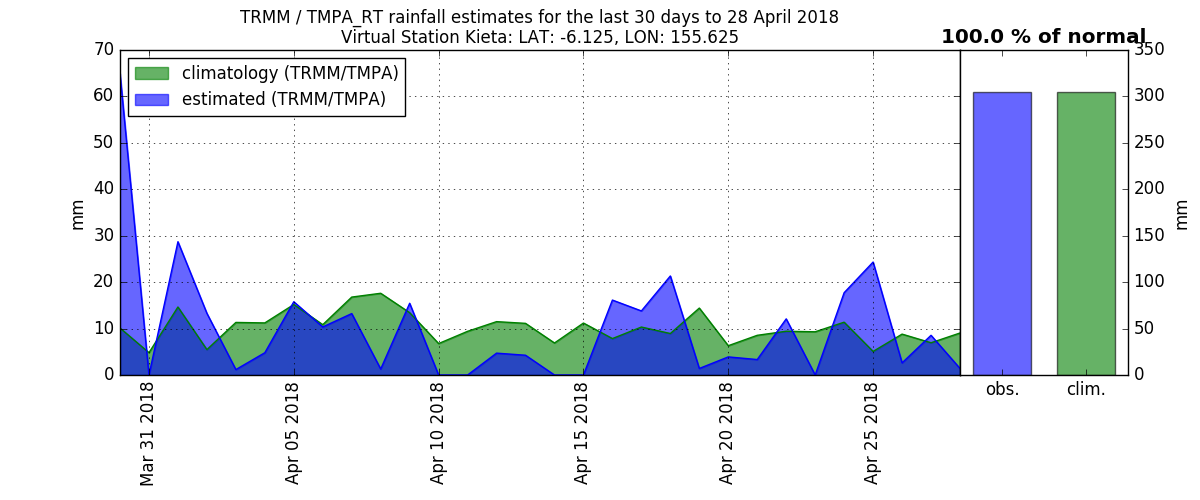 TRMM / TMPA_RT rainfall estimates for the last 30 days to 28 April 2018
Virtual Station Kieta: LAT: -6.125, LON: 155.625
100.0 % of normal
climatology (TRMM/TMPA)
estimated (TRMM/TMPA)
70
60
50
40
30
20
10
0
mm
Mar 31 2018
Apr 05 2018
Apr 10 2018
Apr 15 2018
Apr 20 2018
Apr 25 2018
350
300
250
200
150
100
50
0
mm
obs.
clim.